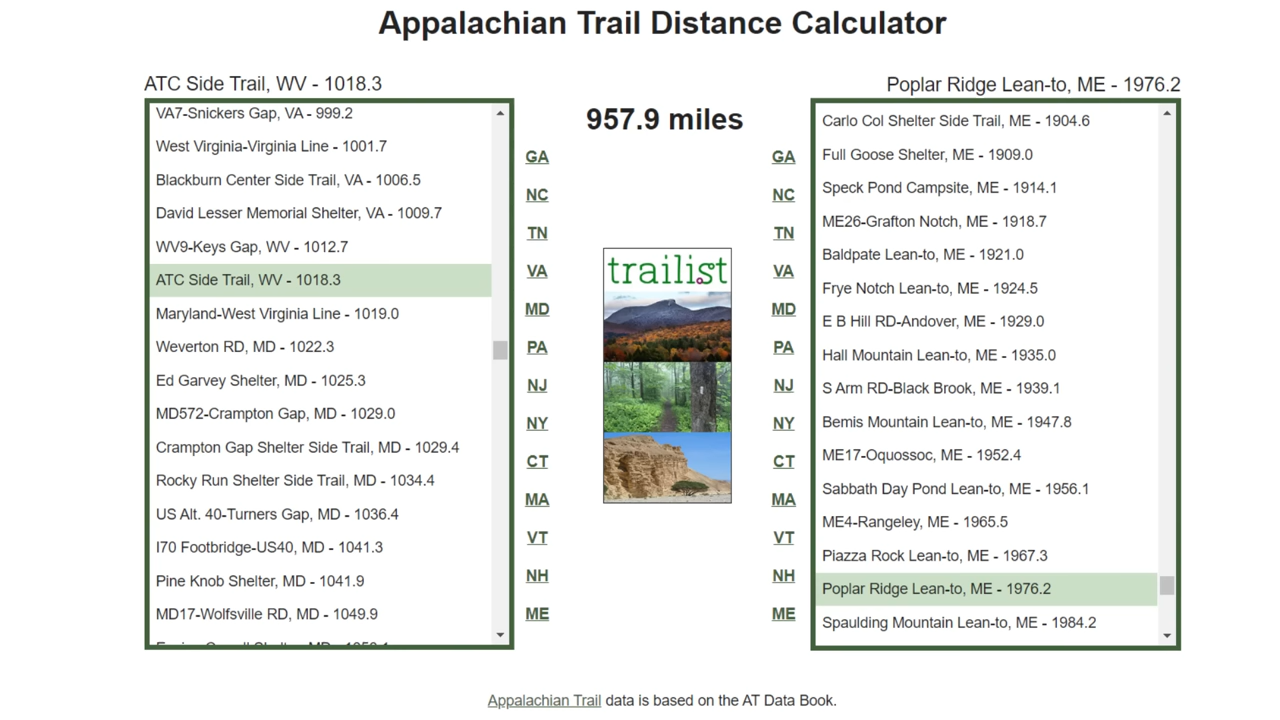 Appalachian Trail Distance Calculator
ATC Side Trail, WV - 1018.3
VA7-Snickers Gap, VA - 999.2
West Virginia-Virginia Line - 1001.7
Blackburn Center Side Trail, VA - 1006.5
David Lesser Memorial Shelter, VA - 1009.7
WV9-Keys Gap, WV - 1012.7
ATC Side Trail, WV - 1018.3
Maryland-West Virginia Line - 1019.0
Weverton RD, MD - 1022.3
Ed Garvey Shelter, MD - 1025.3
MD572-Crampton Gap, MD - 1029.0
Crampton Gap Shelter Side Trail, MD - 1029.4
Rocky Run Shelter Side Trail, MD - 1034.4
US Alt. 40-Turners Gap, MD - 1036.4
I70 Footbridge-US40, MD - 1041.3
Pine Knob Shelter, MD - 1041.9
MD17-Wolfsville RD, MD - 1049.9
GA
NC
TN
VA
MD
PA
NJ
NY
CT
MA
VT
NH
ME
957.9 miles
trailist
GA
NC
TN
VA
MD
PA
NJ
NY
CT
MA
VT
NH
ME
Poplar Ridge Lean-to, ME - 1976.2
Carlo Col Shelter Side Trail, ME - 1904.6
Full Goose Shelter, ME - 1909.0
Speck Pond Campsite, ME - 1914.1
ME26-Grafton Notch, ME - 1918.7
Baldpate Lean-to, ME - 1921.0
Frye Notch Lean-to, ME - 1924.5
E B Hill RD-Andover, ME - 1929.0
Hall Mountain Lean-to, ME - 1935.0
S Arm RD-Black Brook, ME - 1939.1
Bemis Mountain Lean-to, ME - 1947.8
ME17-Oquossoc, ME - 1952.4
Sabbath Day Pond Lean-to, ME - 1956.1
ME4-Rangeley, ME - 1965.5
Piazza Rock Lean-to, ME - 1967.3
Poplar Ridge Lean-to, ME - 1976.2
Spaulding Mountain Lean-to, ME - 1984.2
Appalachian Trail data is based on the AT Data Book.